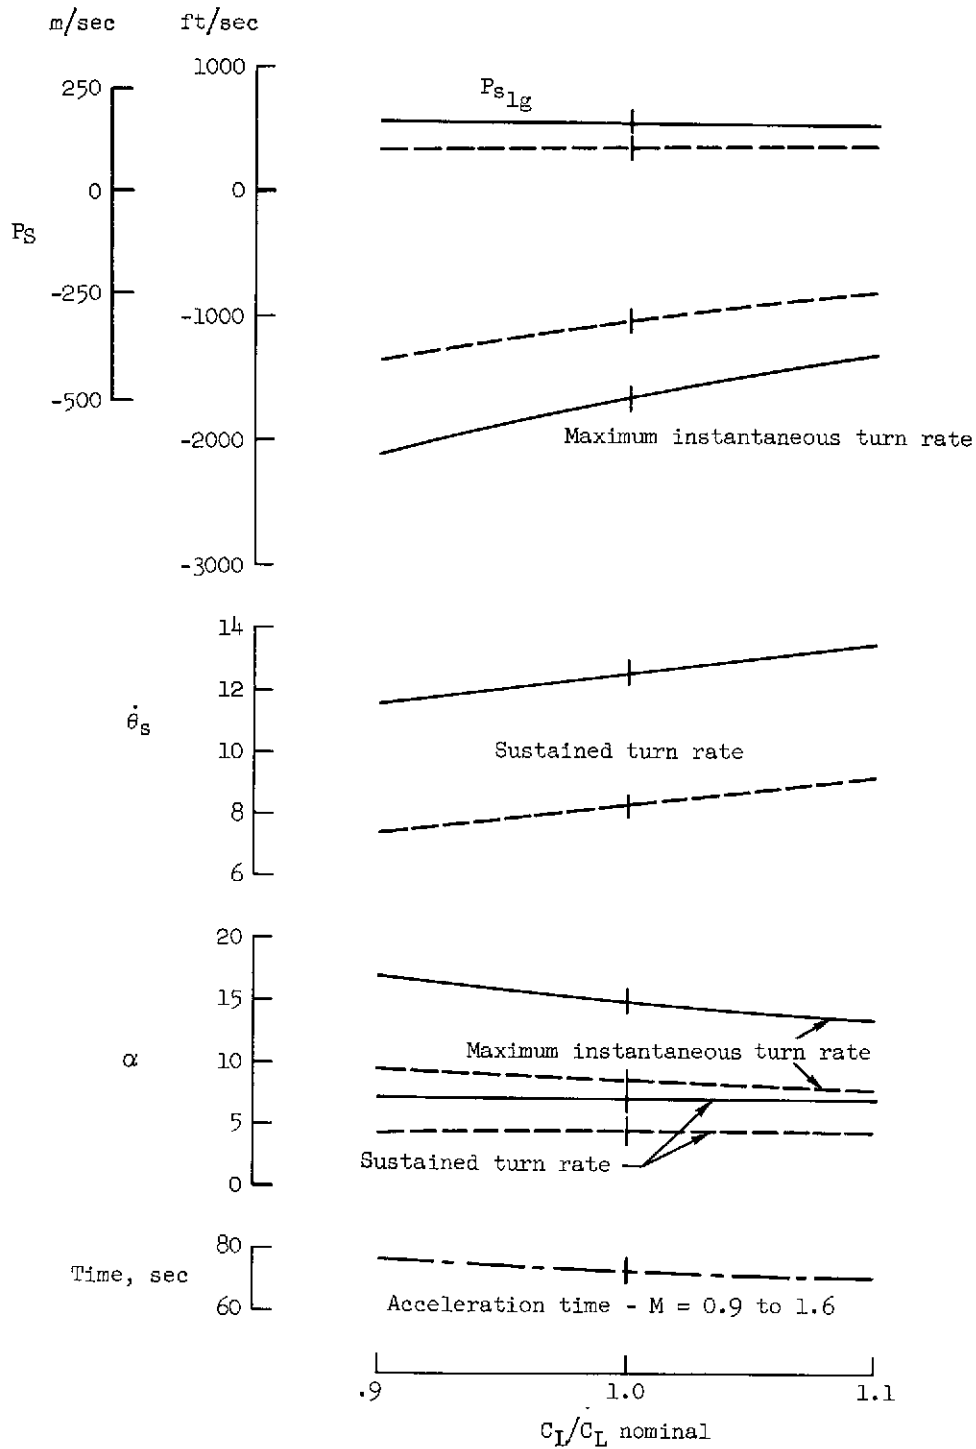 m/sec ft/sec
1000
250
Ps1g
0 0
PS
-250
-1000
-500
-2000
Maximum instantaneous turn rate
-3000
14
12
θ̇s
10
Sustained turn rate
8
6
20
15
Maximum instantaneous turn rate
α 10
5
Sustained turn rate
0
80
Time, sec
60
Acceleration time - M = 0.9 to 1.6
.9 1.0 1.1
CL/CL nominal